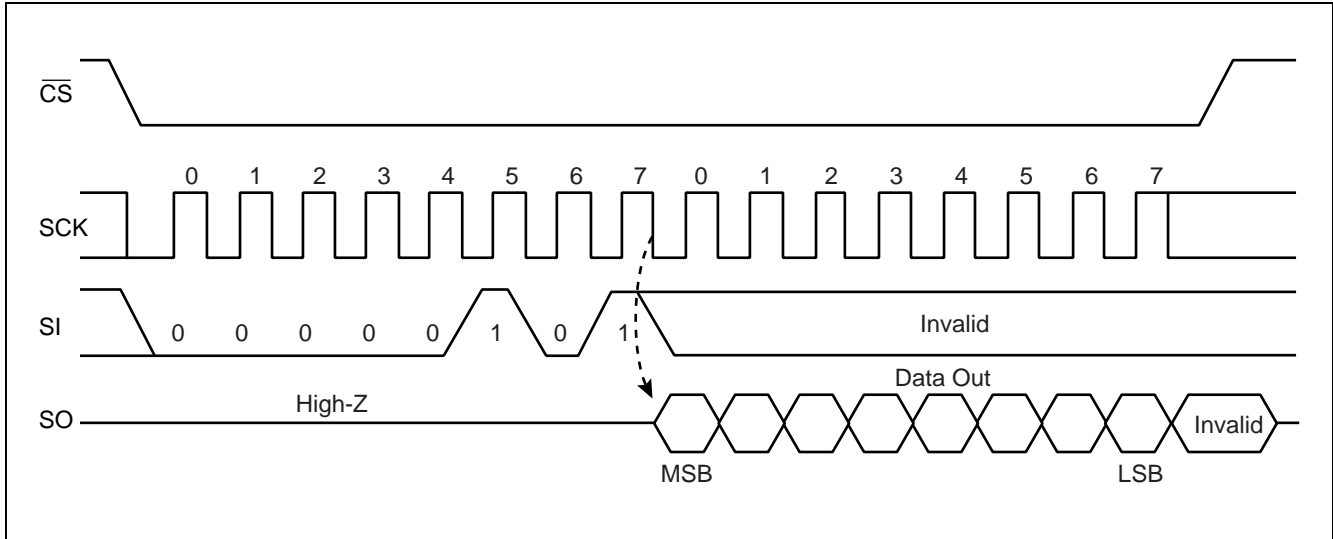 CS
0 1 2 3 4 5 6 7 0 1 2 3 4 5 6 7
SCK
SI
0 0 0 0 0 1 0 1
Invalid
Data Out
High-Z
SO
Invalid
MSB
LSB